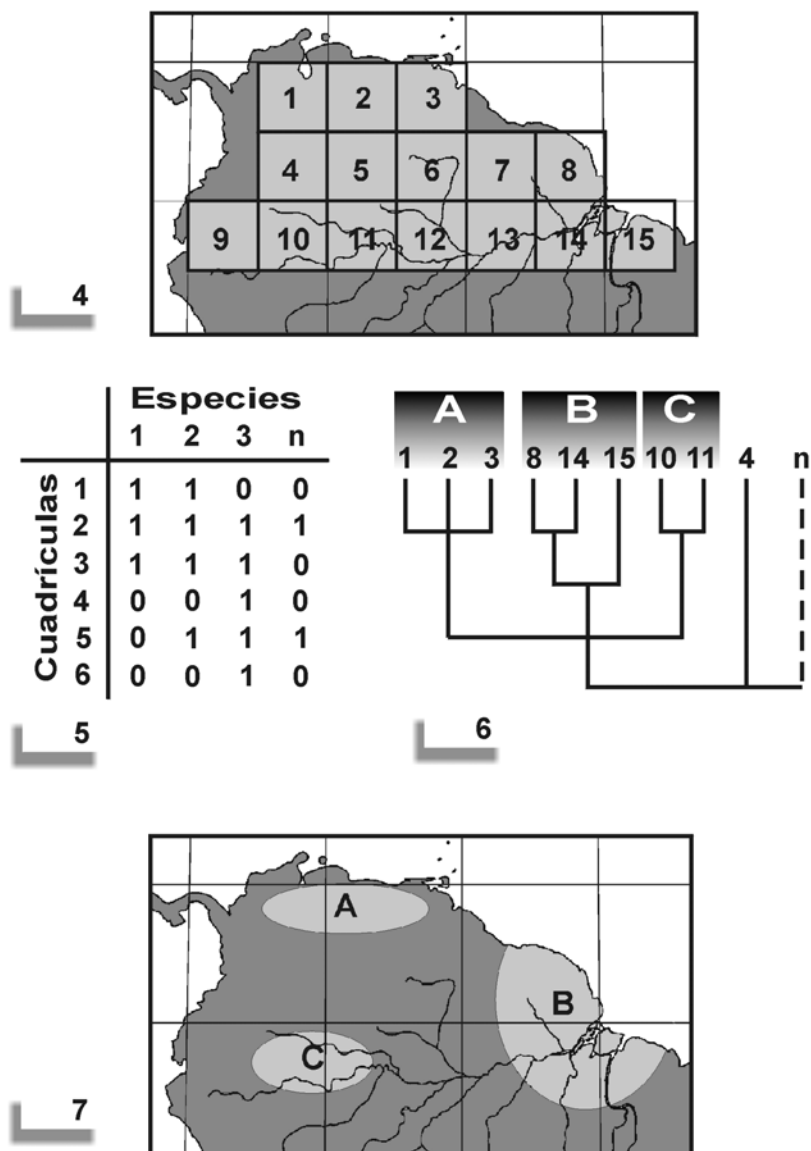 1 2 3
4 5 6 7 8
9 10 11 12 13 14 15
4
Especies
1 2 3 n
Cuadrículas
1 1 1 0 0
2 1 1 1 1
3 1 1 1 0
4 0 0 1 0
5 0 1 1 1
6 0 0 1 0
5
A B C
1 2 3 8 14 15 10 11 4 n
6
A
B
C
7